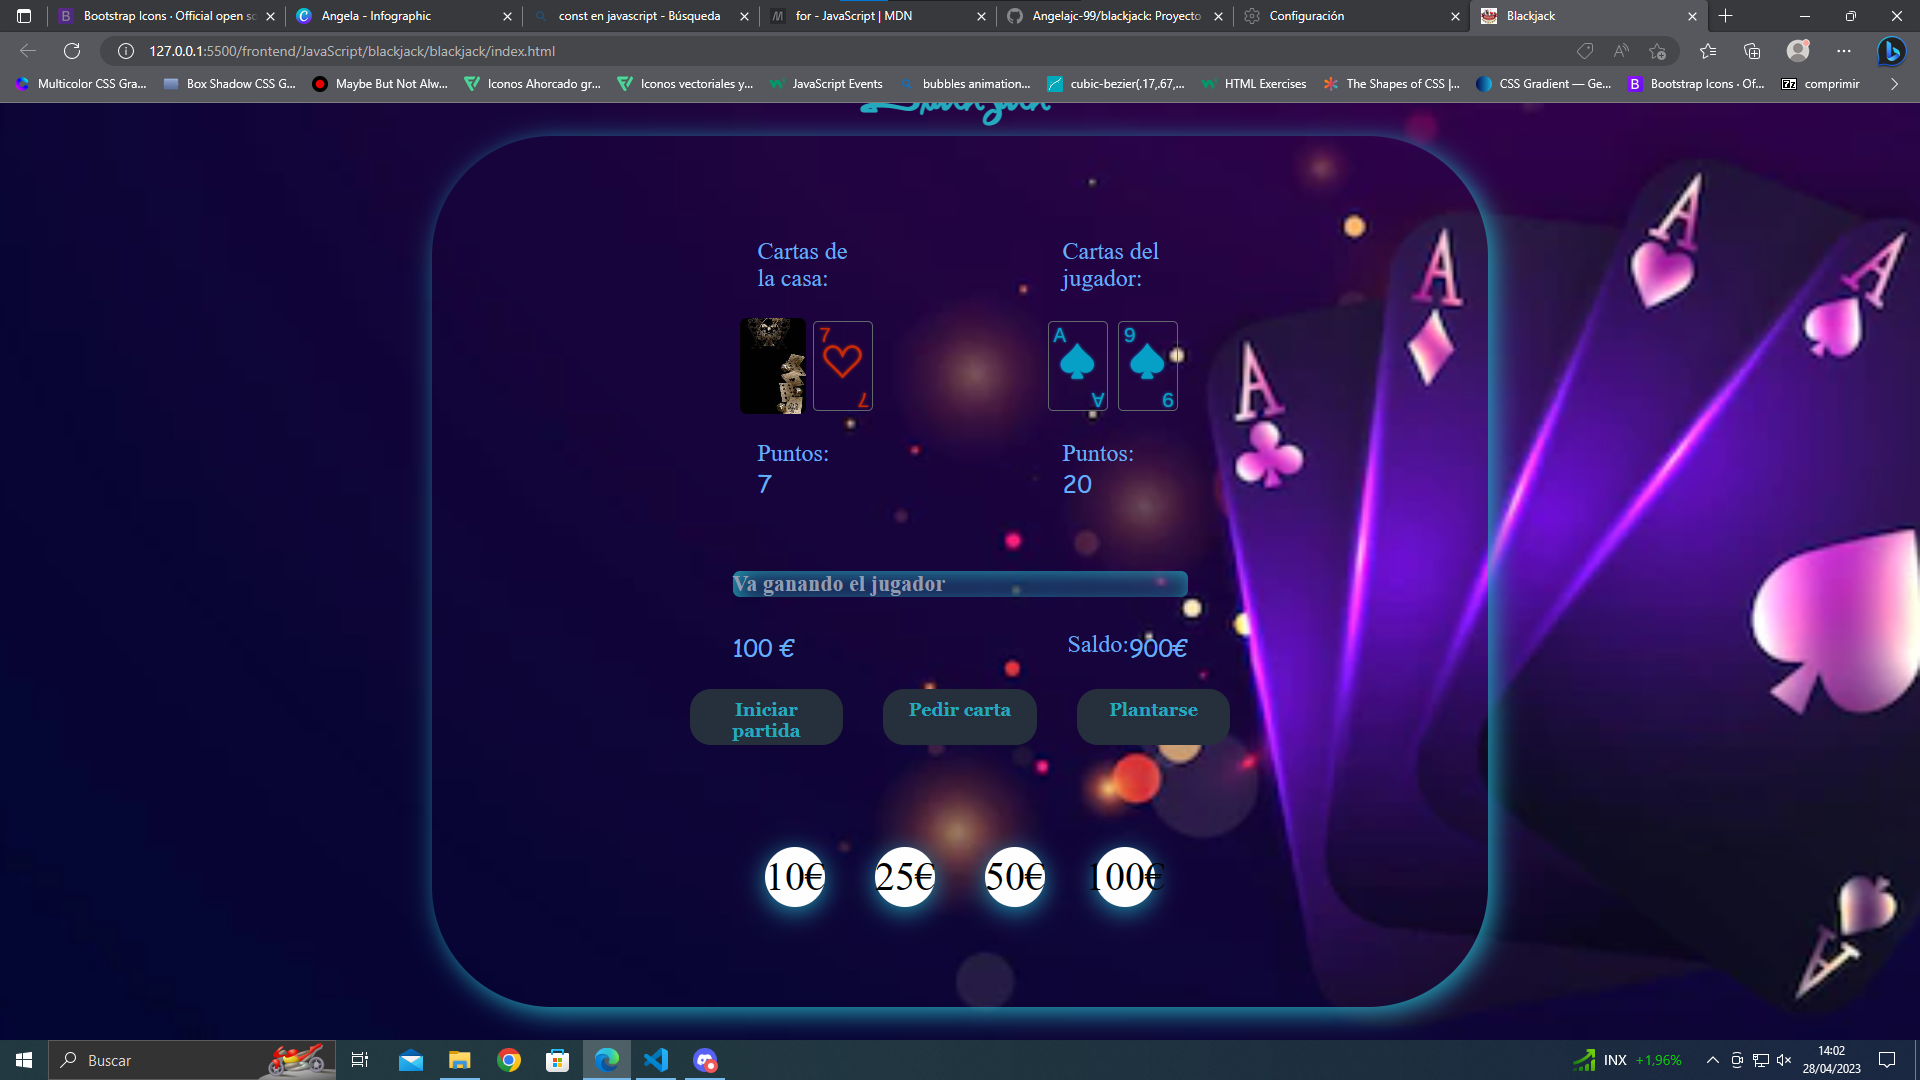 Bootstrap Icons · Official open so
Angela - Infographic
const en javascript - Búsqueda
for - JavaScript | MDN
Angelajc-99/blackjack: Proyecto
Configuración
Blackjack
127.0.0.1:5500/frontend/JavaScript/blackjack/blackjack/index.html
Multicolor CSS Gra...
Box Shadow CSS G...
Maybe But Not Alw...
Iconos Ahorcado gr...
Iconos vectoriales y...
JavaScript Events
bubbles animation...
cubic-bezier(.17,.67,...
HTML Exercises
The Shapes of CSS |...
CSS Gradient — Ge...
Bootstrap Icons · Of...
comprimir
Cartas de
la casa:
Cartas del
jugador:
7
7
A
A
9
9
Puntos:
7
Puntos:
20
Va ganando el jugador
100 €
Saldo:900€
Iniciar
partida
Pedir carta
Plantarse
10€
25€
50€
100€
A
A
A
A
A
Buscar
INX +1,96%
14:02
28/04/2023